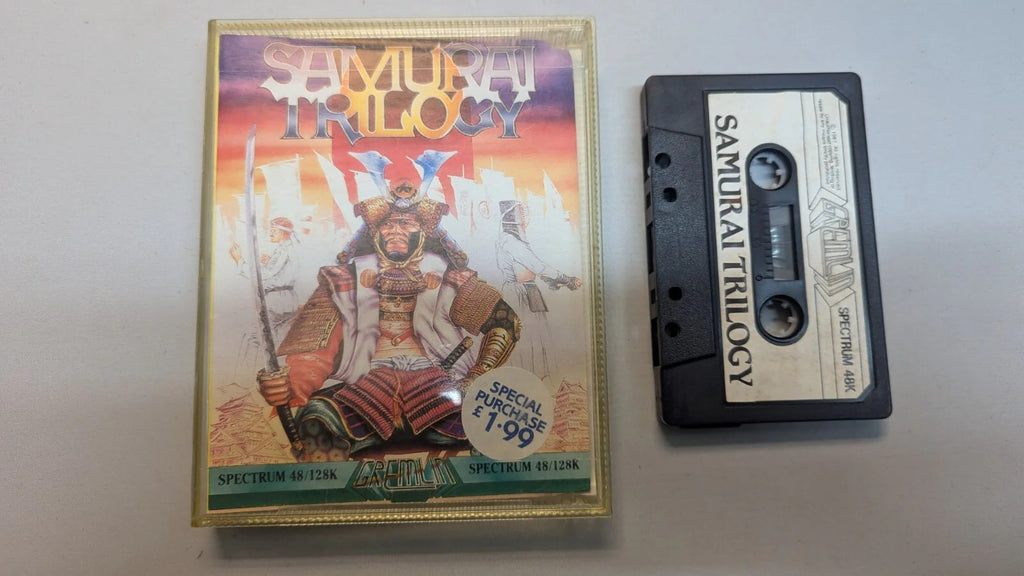 SAMURAI
TRILOGY
SPECIAL
PURCHASE
£ 1·99
SPECTRUM 48/128K
GREMLIN
SPECTRUM 48/128K
SAMURAI TRILOGY
GREMLIN
SPECTRUM 48K